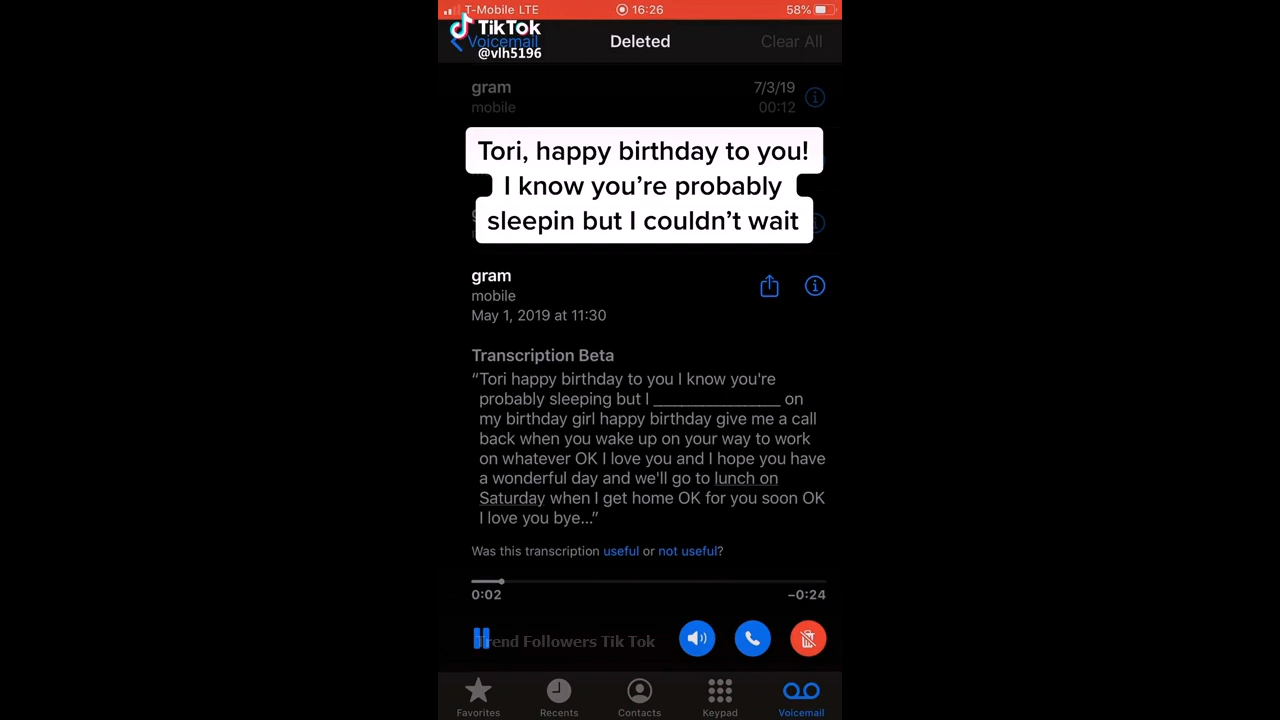 T-Mobile LTE 16:26 58%
TikTok
@vlh5196
Voicemail Deleted Clear All
gram 7/3/19
mobile 00:12
Tori, happy birthday to you!
I know you’re probably
sleepin but I couldn’t wait
gram
mobile
May 1, 2019 at 11:30
Transcription Beta
“Tori happy birthday to you I know you're
probably sleeping but I ________________ on
my birthday girl happy birthday give me a call
back when you wake up on your way to work
on whatever OK I love you and I hope you have
a wonderful day and we'll go to lunch on
Saturday when I get home OK for you soon OK
I love you bye...”
Was this transcription useful or not useful?
0:02 −0:24
Trend Followers Tik Tok
Favorites Recents Contacts Keypad Voicemail